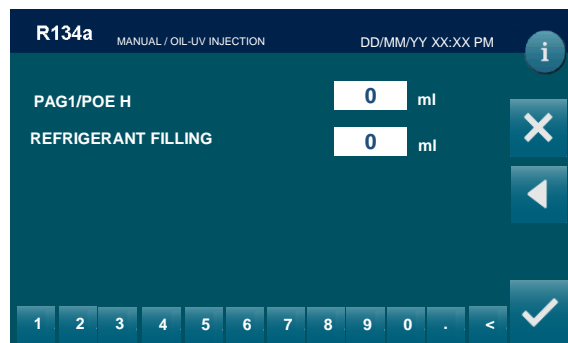 R134a MANUAL / OIL-UV INJECTION DD/MM/YY XX:XX PM i
PAG1/POE H 0 ml
REFRIGERANT FILLING 0 ml
1 2 3 4 5 6 7 8 9 0 . <